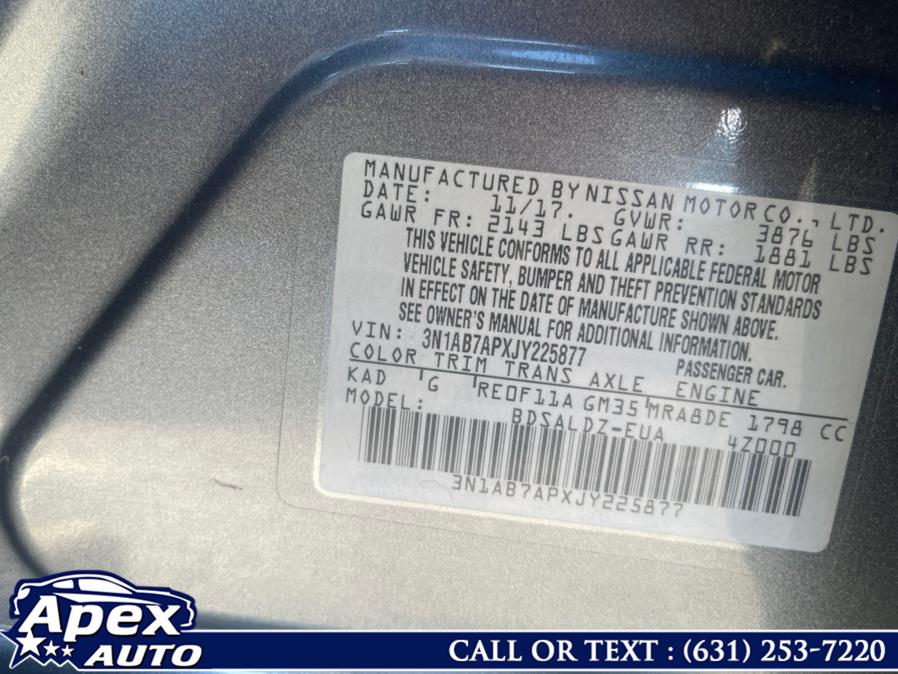 MANUFACTURED BY NISSAN MOTOR CO., LTD.
DATE: 11/17. GVWR: 3876 LBS
GAWR FR: 2143 LBS GAWR RR: 1881 LBS
THIS VEHICLE CONFORMS TO ALL APPLICABLE FEDERAL MOTOR
VEHICLE SAFETY, BUMPER AND THEFT PREVENTION STANDARDS
IN EFFECT ON THE DATE OF MANUFACTURE SHOWN ABOVE.
SEE OWNER'S MANUAL FOR ADDITIONAL INFORMATION.
VIN: 3N1AB7APXJY225877 PASSENGER CAR.
COLOR TRIM TRANS AXLE ENGINE
KAD G RE0F11A GM35 MRA8DE 1798 CC
MODEL: BDSALDZ-EUA 4Z000
3N1AB7APXJY225877
Apex
AUTO
CALL OR TEXT : (631) 253-7220